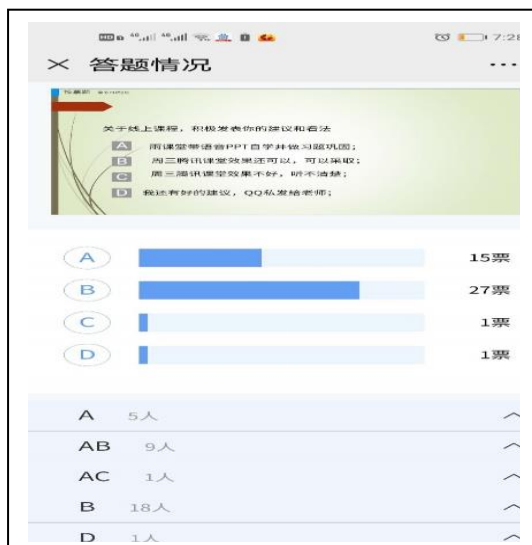 HD 4G 4G 7:28
× 答题情况 ...
关于线上课程，积极发表你的建议和看法
A 雨课堂带语音PPT自学并做习题巩固；
B 周三腾讯课堂效果还可以，可以采取；
C 周三腾讯课堂效果不好，听不清楚；
D 我还有好的建议，QQ私发给老师；
A 15票
B 27票
C 1票
D 1票
A 5人
AB 9人
AC 1人
B 18人
D 1人